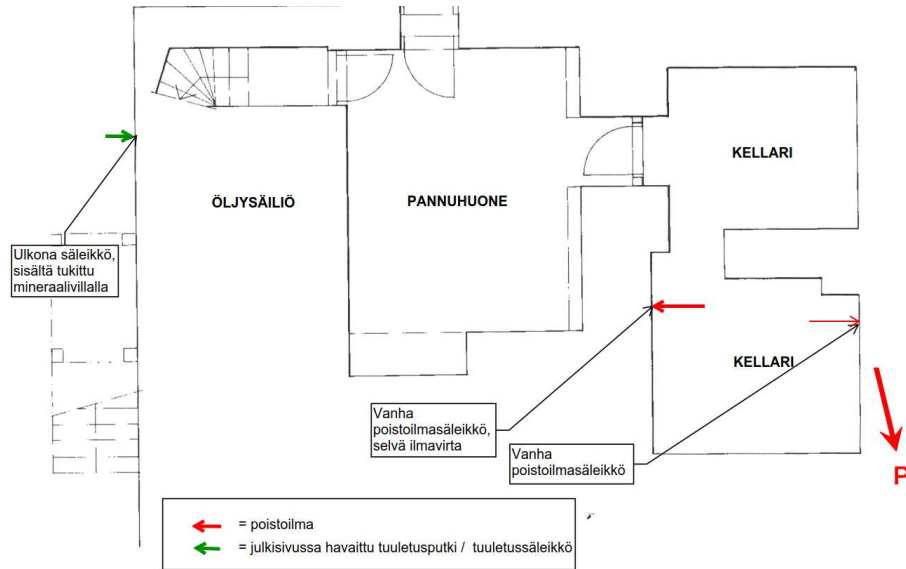 KELLARI
ÖLJYSÄILIÖ
PANNUHUONE
Ulkona säleikkö,
sisältä tukittu
mineraalivillalla
KELLARI
Vanha
poistoilmasäleikkö,
selvä ilmavirta
Vanha
poistoilmasäleikkö
P
= poistoilma
= julkisivussa havaittu tuuletusputki / tuuletussäleikkö